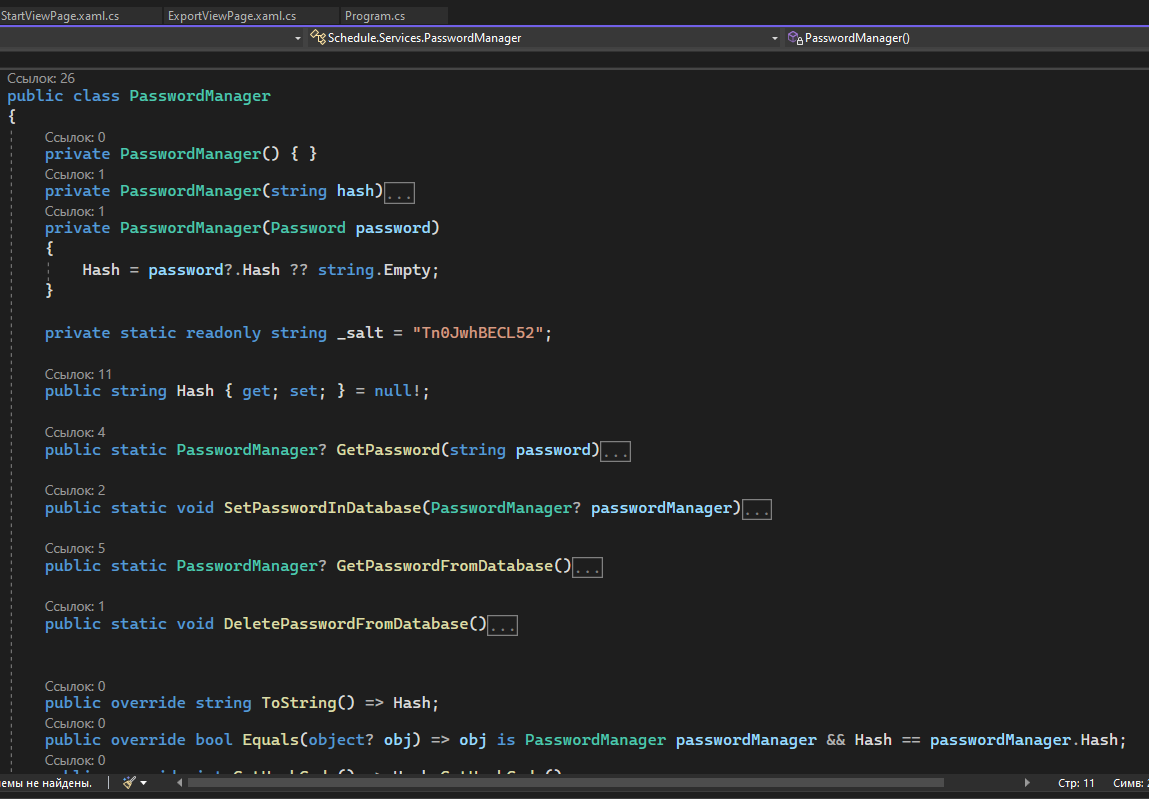 StartViewPage.xaml.cs ExportViewPage.xaml.cs Program.cs
Schedule.Services.PasswordManager PasswordManager()
Ссылок: 26
public class PasswordManager
{
Ссылок: 0
private PasswordManager() { }
Ссылок: 1
private PasswordManager(string hash)...
Ссылок: 1
private PasswordManager(Password password)
{
Hash = password?.Hash ?? string.Empty;
}
private static readonly string _salt = "Tn0JwhBECL52";
Ссылок: 11
public string Hash { get; set; } = null!;
Ссылок: 4
public static PasswordManager? GetPassword(string password)...
Ссылок: 2
public static void SetPasswordInDatabase(PasswordManager? passwordManager)...
Ссылок: 5
public static PasswordManager? GetPasswordFromDatabase()...
Ссылок: 1
public static void DeletePasswordFromDatabase()...
Ссылок: 0
public override string ToString() => Hash;
Ссылок: 0
public override bool Equals(object? obj) => obj is PasswordManager passwordManager && Hash == passwordManager.Hash;
Ссылок: 0
емы не найдены. Стр: 11 Симв: